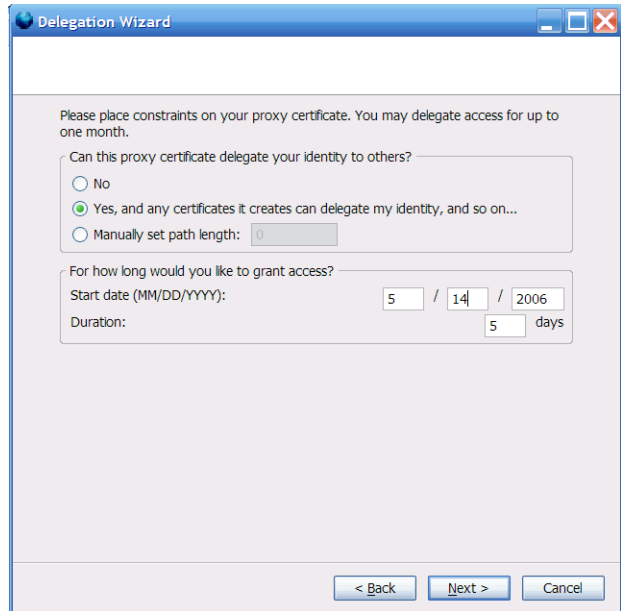 Delegation Wizard
Please place constraints on your proxy certificate. You may delegate access for up to
one month.
Can this proxy certificate delegate your identity to others?
No
Yes, and any certificates it creates can delegate my identity, and so on...
Manually set path length: 0
For how long would you like to grant access?
Start date (MM/DD/YYYY): 5 / 14 / 2006
Duration: 5 days
< Back Next > Cancel